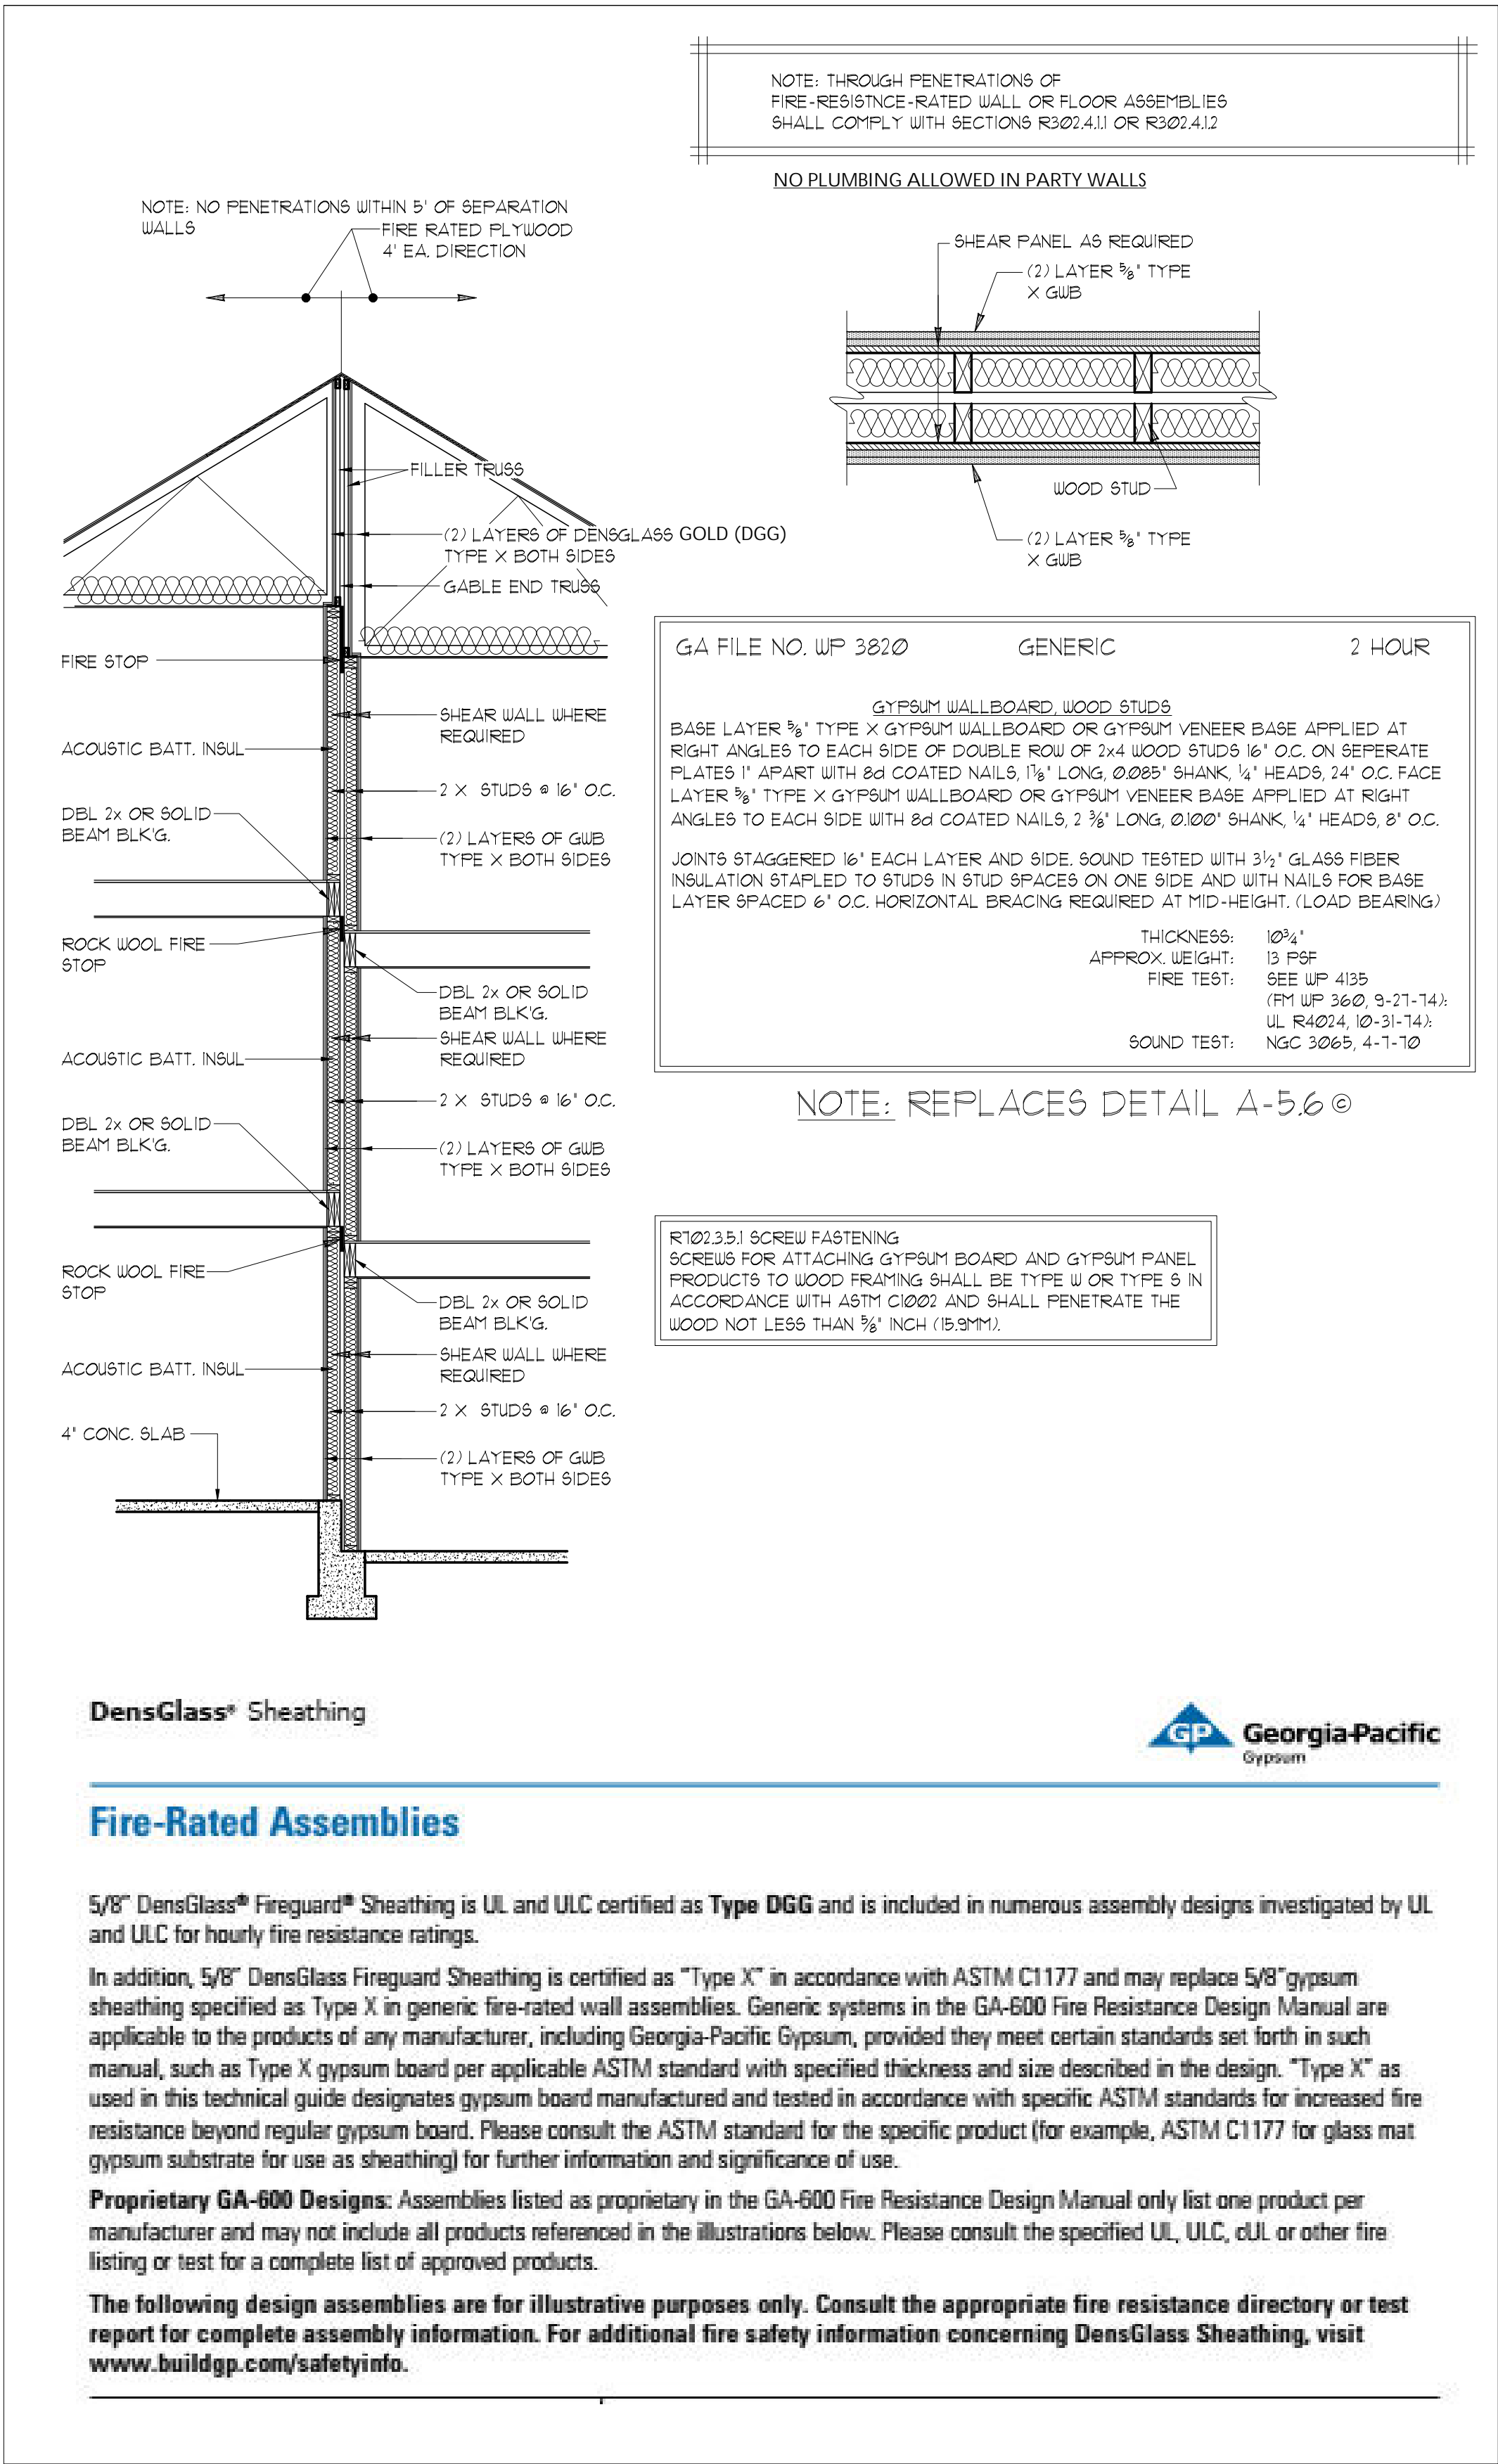 NOTE: THROUGH PENETRATIONS OF
FIRE-RESISTNCE-RATED WALL OR FLOOR ASSEMBLIES
SHALL COMPLY WITH SECTIONS R302.4.1.1 OR R302.4.1.2
NO PLUMBING ALLOWED IN PARTY WALLS
NOTE: NO PENETRATIONS WITHIN 5' OF SEPARATION
WALLS
FIRE RATED PLYWOOD
4' EA. DIRECTION
SHEAR PANEL AS REQUIRED
(2) LAYER 5/8" TYPE
X GWB
WOOD STUD
(2) LAYER 5/8" TYPE
X GWB
FILLER TRUSS
(2) LAYERS OF DENSGLASS GOLD (DGG)
TYPE X BOTH SIDES
GABLE END TRUSS
FIRE STOP
SHEAR WALL WHERE
REQUIRED
ACOUSTIC BATT. INSUL
2 X STUDS @ 16" O.C.
DBL 2x OR SOLID
BEAM BLK'G.
(2) LAYERS OF GWB
TYPE X BOTH SIDES
ROCK WOOL FIRE
STOP
DBL 2x OR SOLID
BEAM BLK'G.
SHEAR WALL WHERE
REQUIRED
ACOUSTIC BATT. INSUL
2 X STUDS @ 16" O.C.
DBL 2x OR SOLID
BEAM BLK'G.
(2) LAYERS OF GWB
TYPE X BOTH SIDES
ROCK WOOL FIRE
STOP
DBL 2x OR SOLID
BEAM BLK'G.
SHEAR WALL WHERE
REQUIRED
ACOUSTIC BATT. INSUL
2 X STUDS @ 16" O.C.
4" CONC. SLAB
(2) LAYERS OF GWB
TYPE X BOTH SIDES
GA FILE NO. WP 3820 GENERIC 2 HOUR
GYPSUM WALLBOARD, WOOD STUDS
BASE LAYER 5/8" TYPE X GYPSUM WALLBOARD OR GYPSUM VENEER BASE APPLIED AT
RIGHT ANGLES TO EACH SIDE OF DOUBLE ROW OF 2x4 WOOD STUDS 16" O.C. ON SEPERATE
PLATES 1" APART WITH 8d COATED NAILS, 1 7/8" LONG, 0.085" SHANK, 1/4" HEADS, 24" O.C. FACE
LAYER 5/8" TYPE X GYPSUM WALLBOARD OR GYPSUM VENEER BASE APPLIED AT RIGHT
ANGLES TO EACH SIDE WITH 8d COATED NAILS, 2 3/8" LONG, 0.100" SHANK, 1/4" HEADS, 8" O.C.
JOINTS STAGGERED 16" EACH LAYER AND SIDE. SOUND TESTED WITH 3 1/2" GLASS FIBER
INSULATION STAPLED TO STUDS IN STUD SPACES ON ONE SIDE AND WITH NAILS FOR BASE
LAYER SPACED 6" O.C. HORIZONTAL BRACING REQUIRED AT MID-HEIGHT. (LOAD BEARING)
THICKNESS: 10 3/4"
APPROX. WEIGHT: 13 PSF
FIRE TEST: SEE WP 4135
(FM WP 360, 9-27-74):
UL R4024, 10-31-74):
SOUND TEST: NGC 3065, 4-7-70
NOTE: REPLACES DETAIL A-5.6 ©
R702.3.5.1 SCREW FASTENING
SCREWS FOR ATTACHING GYPSUM BOARD AND GYPSUM PANEL
PRODUCTS TO WOOD FRAMING SHALL BE TYPE W OR TYPE S IN
ACCORDANCE WITH ASTM C1002 AND SHALL PENETRATE THE
WOOD NOT LESS THAN 5/8" INCH (15.9MM).
DensGlass® Sheathing
GP Georgia-Pacific
Gypsum
Fire-Rated Assemblies
5/8" DensGlass® Fireguard® Sheathing is UL and ULC certified as Type DGG and is included in numerous assembly designs investigated by UL
and ULC for hourly fire resistance ratings.
In addition, 5/8" DensGlass Fireguard Sheathing is certified as "Type X" in accordance with ASTM C1177 and may replace 5/8"gypsum
sheathing specified as Type X in generic fire-rated wall assemblies. Generic systems in the GA-600 Fire Resistance Design Manual are
applicable to the products of any manufacturer, including Georgia-Pacific Gypsum, provided they meet certain standards set forth in such
manual, such as Type X gypsum board per applicable ASTM standard with specified thickness and size described in the design. "Type X" as
used in this technical guide designates gypsum board manufactured and tested in accordance with specific ASTM standards for increased fire
resistance beyond regular gypsum board. Please consult the ASTM standard for the specific product (for example, ASTM C1177 for glass mat
gypsum substrate for use as sheathing) for further information and significance of use.
Proprietary GA-600 Designs: Assemblies listed as proprietary in the GA-600 Fire Resistance Design Manual only list one product per
manufacturer and may not include all products referenced in the illustrations below. Please consult the specified UL, ULC, cUL or other fire
listing or test for a complete list of approved products.
The following design assemblies are for illustrative purposes only. Consult the appropriate fire resistance directory or test
report for complete assembly information. For additional fire safety information concerning DensGlass Sheathing, visit
www.buildgp.com/safetyinfo.